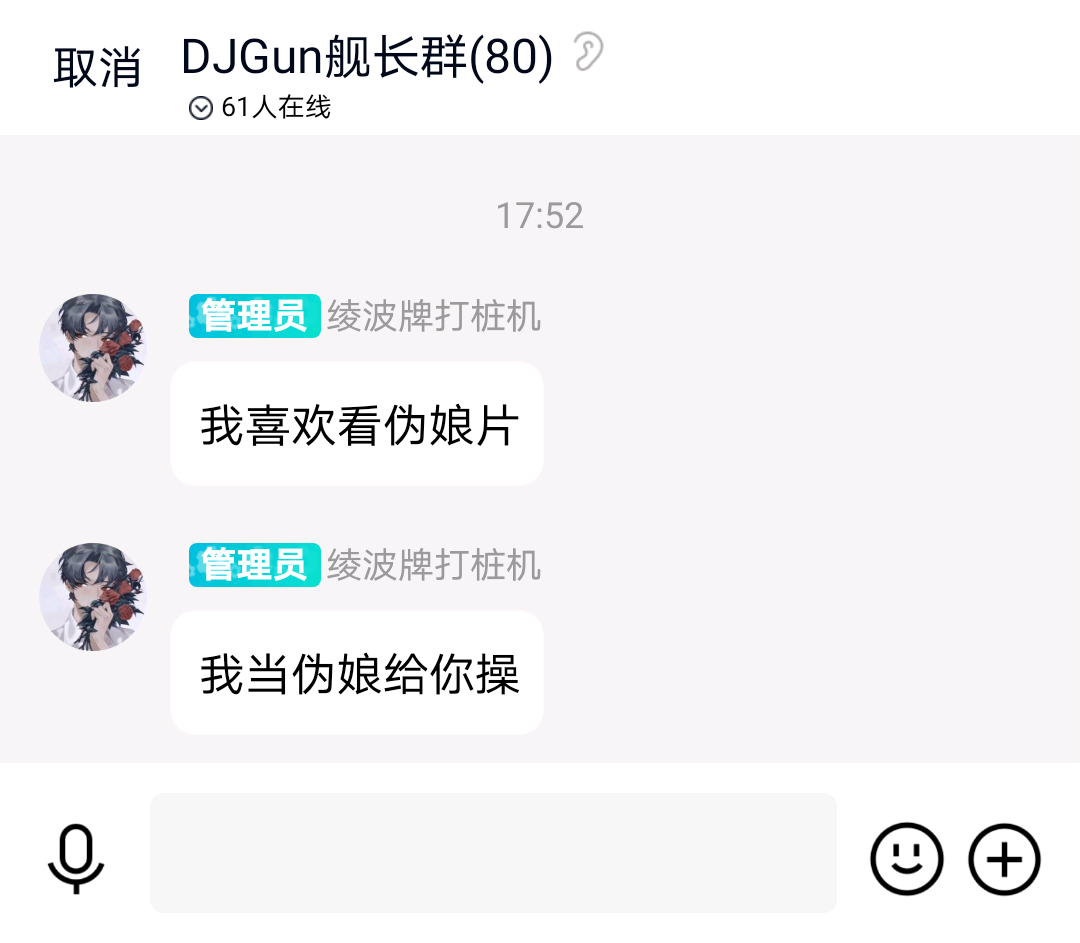 取消
DJGun舰长群(80)
61人在线
17:52
管理员 绫波牌打桩机
我喜欢看伪娘片
管理员 绫波牌打桩机
我当伪娘给你操